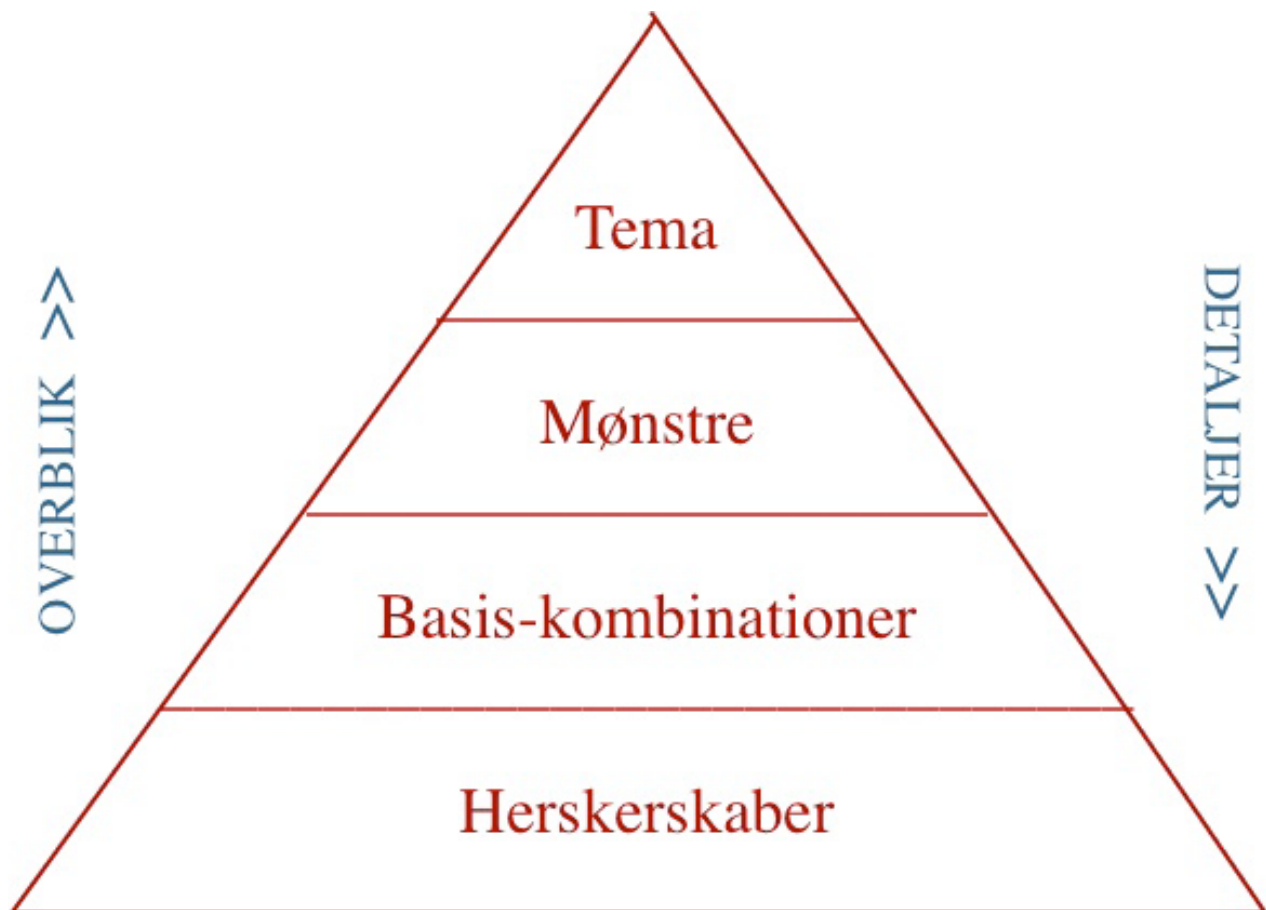 Tema
OVERBLIK >>
DETALJER >>
Mønstre
Basis-kombinationer
Herskerskaber